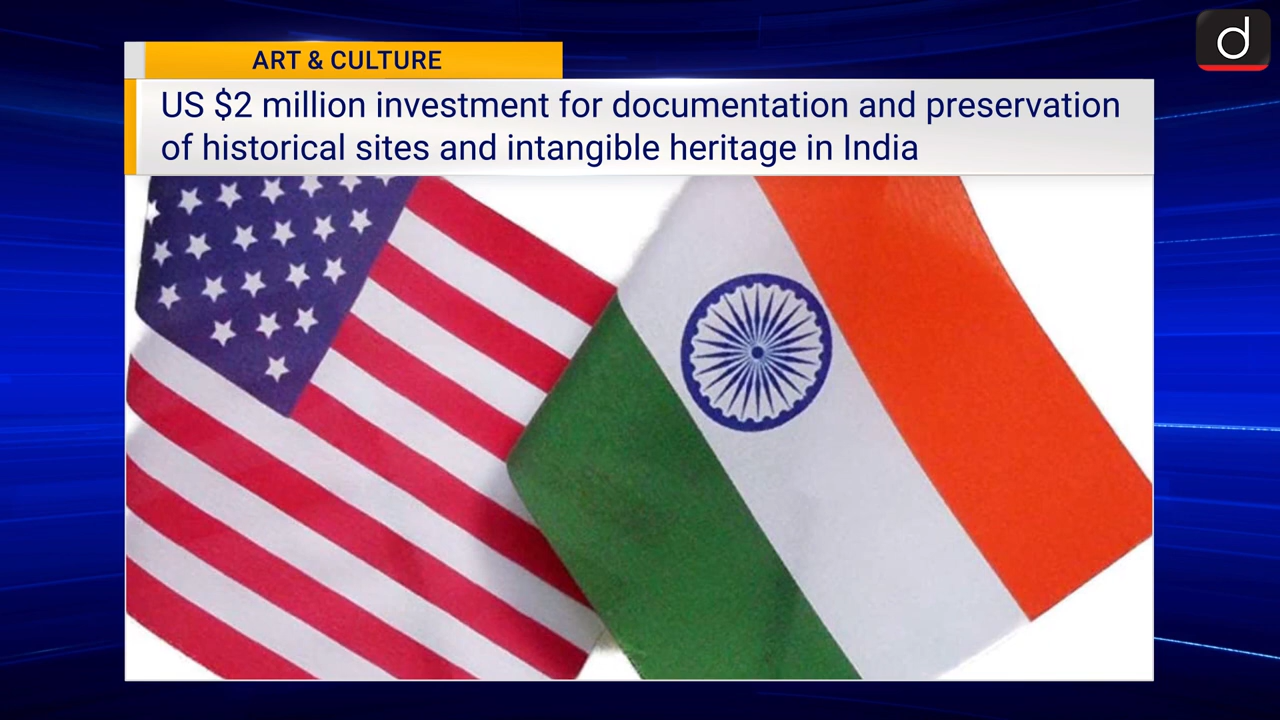 d
ART & CULTURE
US $2 million investment for documentation and preservation
of historical sites and intangible heritage in India